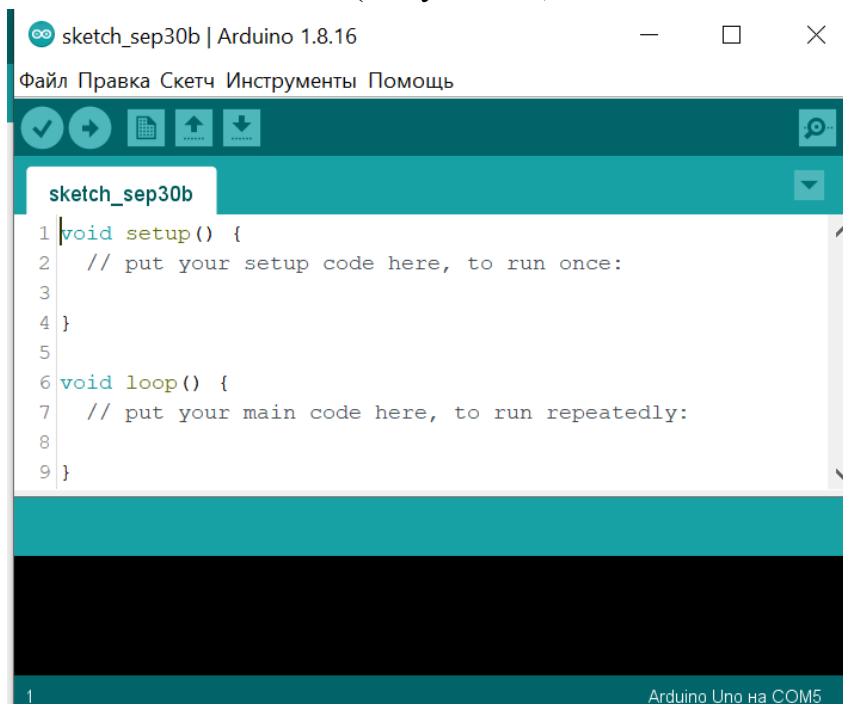 sketch_sep30b | Arduino 1.8.16
Файл Правка Скетч Инструменты Помощь
sketch_sep30b
1 void setup() {
2   // put your setup code here, to run once:
3
4 }
5
6 void loop() {
7   // put your main code here, to run repeatedly:
8
9 }
1 Arduino Uno на COM5